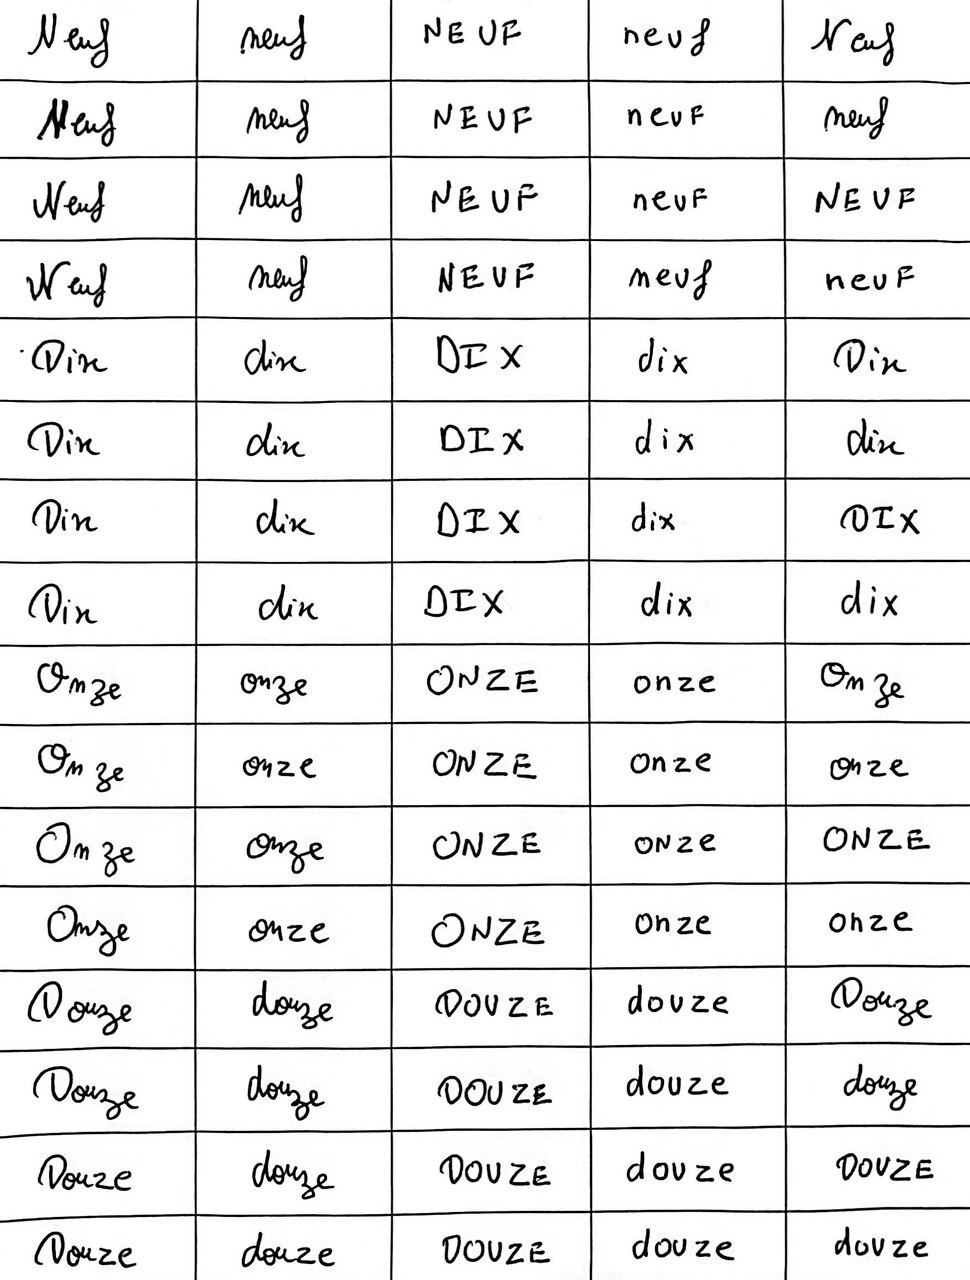 Neuf neuf NEUF neuf Neuf
Neuf neuf NEUF neuF neuf
Neuf neuf NEUF neuF NEUF
Neuf neuf NEUF neuf neuF
Dix dix DIX dix Dix
Dix dix DIX dix dix
Dix dix DIX dix DIX
Dix dix DIX dix dix
Onze onze ONZE onze Onze
Onze onze ONZE onze onze
Onze onze ONZE oNze ONZE
Onze onze ONZE onze onze
Douze douze DOUZE douze Douze
Douze douze DOUZE douze douze
Douze douze DOUZE douze DOUZE
Douze douze DOUZE douze douze